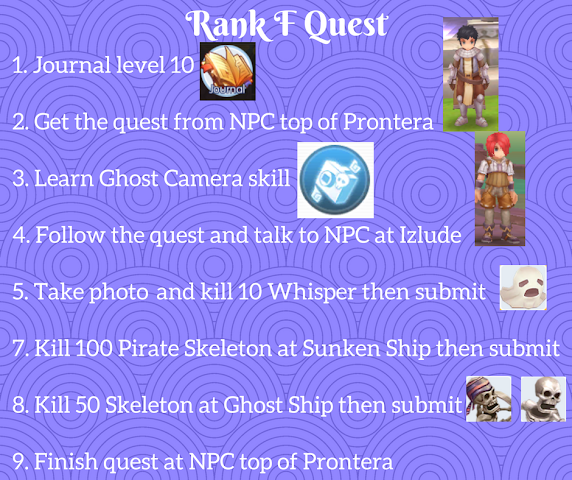 Rank F Quest
1. Journal level 10
Journal
2. Get the quest from NPC top of Prontera
3. Learn Ghost Camera skill
4. Follow the quest and talk to NPC at Izlude
5. Take photo and kill 10 Whisper then submit
7. Kill 100 Pirate Skeleton at Sunken Ship then submit
8. Kill 50 Skeleton at Ghost Ship then submit
9. Finish quest at NPC top of Prontera